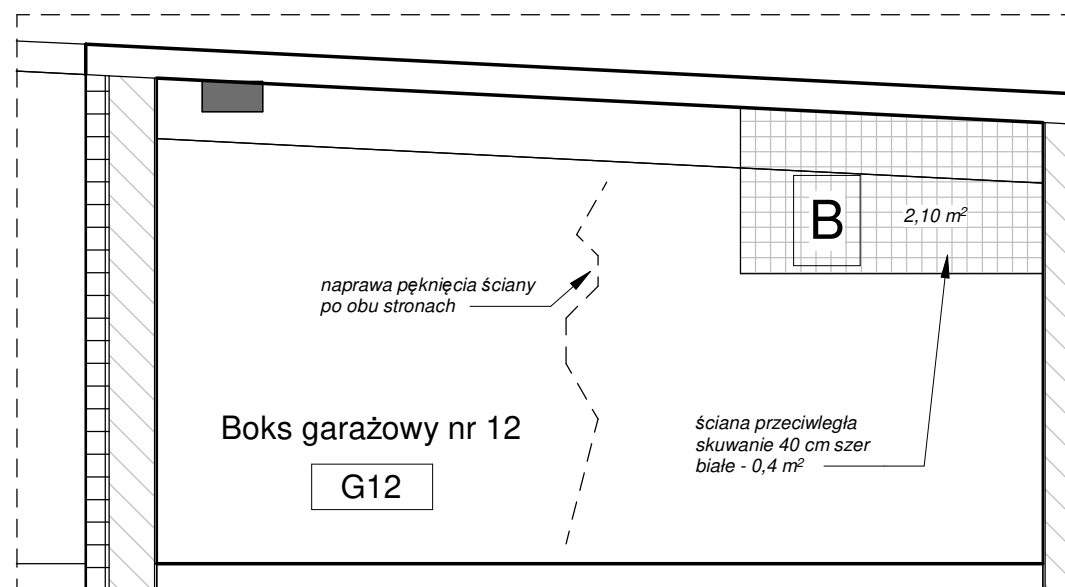 B
2,10 m²
naprawa pęknięcia ściany
po obu stronach
Boks garażowy nr 12
G12
ściana przeciwległa
skuwanie 40 cm szer
białe - 0,4 m²